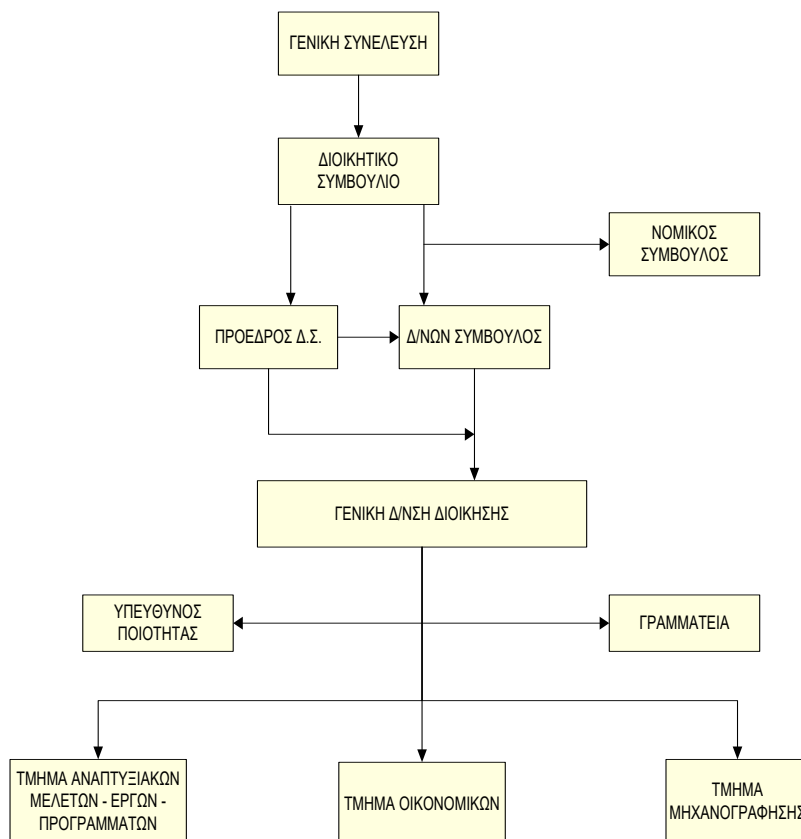 ΓΕΝΙΚΗ ΣΥΝΕΛΕΥΣΗ
ΔΙΟΙΚΗΤΙΚΟ
ΣΥΜΒΟΥΛΙΟ
ΝΟΜΙΚΟΣ
ΣΥΜΒΟΥΛΟΣ
ΠΡΟΕΔΡΟΣ Δ.Σ.
Δ/ΝΩΝ ΣΥΜΒΟΥΛΟΣ
ΓΕΝΙΚΗ Δ/ΝΣΗ ΔΙΟΙΚΗΣΗΣ
ΥΠΕΥΘΥΝΟΣ
ΠΟΙΟΤΗΤΑΣ
ΓΡΑΜΜΑΤΕΙΑ
ΤΜΗΜΑ ΑΝΑΠΤΥΞΙΑΚΩΝ
ΜΕΛΕΤΩΝ - ΕΡΓΩΝ -
ΠΡΟΓΡΑΜΜΑΤΩΝ
ΤΜΗΜΑ ΟΙΚΟΝΟΜΙΚΩΝ
ΤΜΗΜΑ
ΜΗΧΑΝΟΓΡΑΦΗΣΗΣ